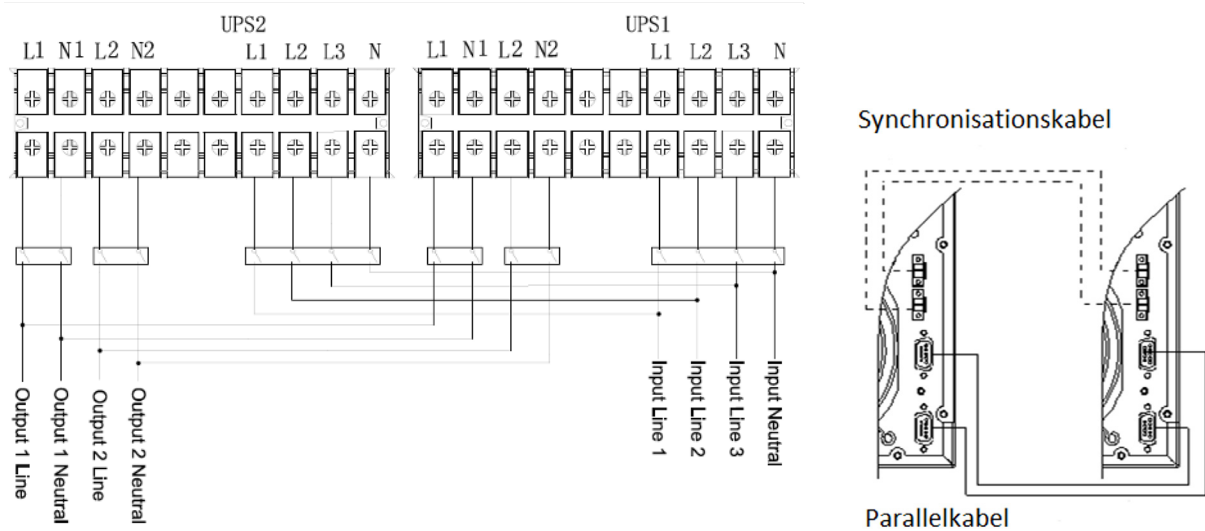 UPS2
UPS1
L1 N1 L2 N2 L1 L2 L3 N
L1 N1 L2 N2 L1 L2 L3 N
Synchronisationskabel
Output 1 Line
Output 1 Neutral
Output 2 Line
Output 2 Neutral
Input Line 1
Input Line 2
Input Line 3
Input Neutral
Parallelkabel